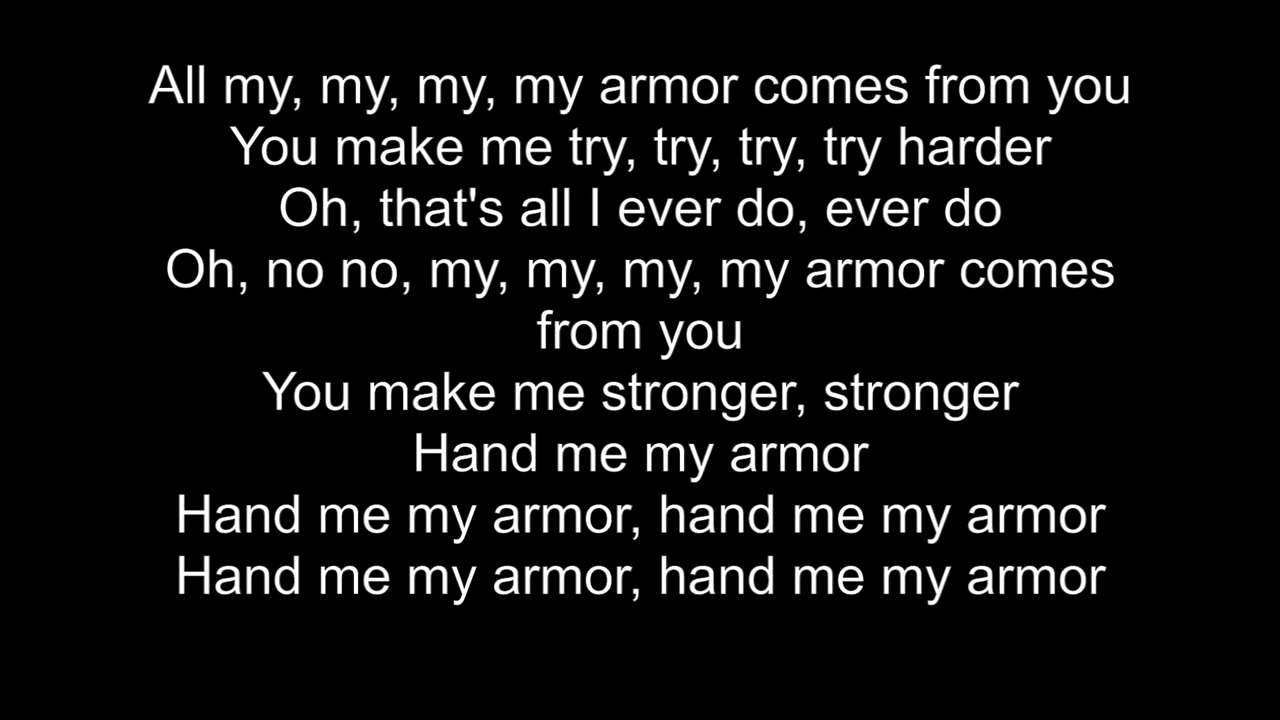 All my, my, my, my armor comes from you
You make me try, try, try, try harder
Oh, that's all I ever do, ever do
Oh, no no, my, my, my, my armor comes
from you
You make me stronger, stronger
Hand me my armor
Hand me my armor, hand me my armor
Hand me my armor, hand me my armor